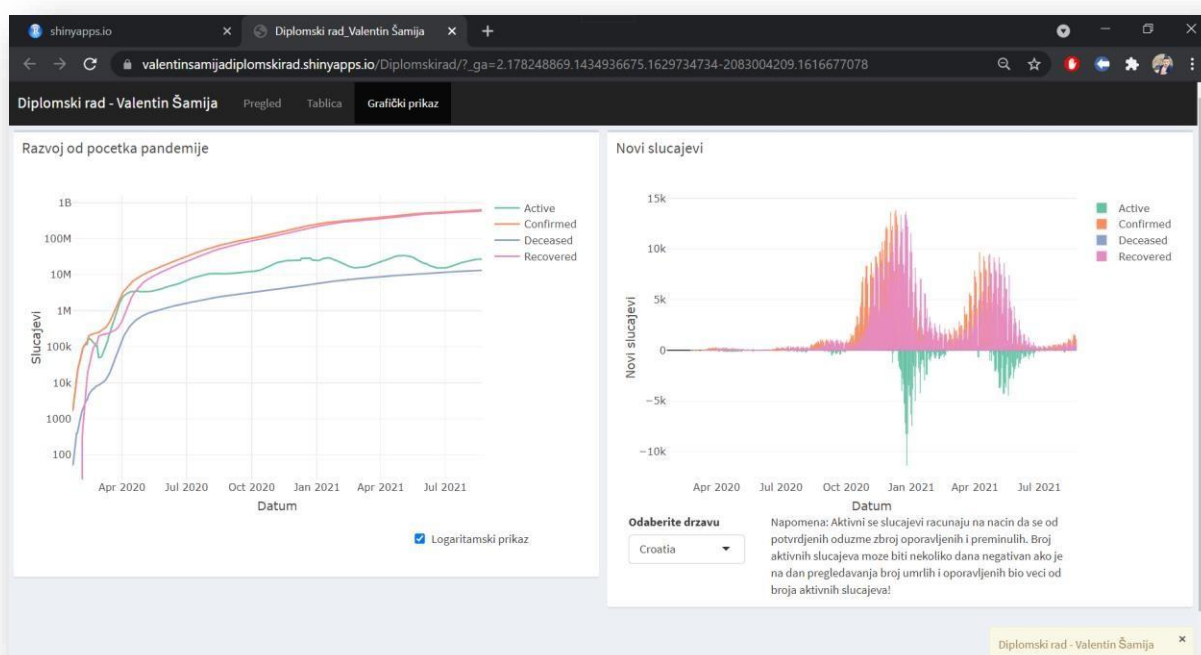 shinyapps.io
Diplomski rad_Valentin Šamija
valentinsamijadiplomskirad.shinyapps.io/Diplomskirad/?_ga=2.178248869.1434936675.1629734734-2083004209.1616677078
Diplomski rad - Valentin Šamija
Pregled
Tablica
Grafički prikaz
Razvoj od pocetka pandemije
1B
100M
10M
1M
100k
10k
1000
100
Slucajevi
Apr 2020
Jul 2020
Oct 2020
Jan 2021
Apr 2021
Jul 2021
Datum
Active
Confirmed
Deceased
Recovered
Logaritamski prikaz
Novi slucajevi
15k
10k
5k
0
−5k
−10k
Novi slucajevi
Apr 2020
Jul 2020
Oct 2020
Jan 2021
Apr 2021
Jul 2021
Datum
Active
Confirmed
Deceased
Recovered
Odaberite drzavu
Croatia
Napomena: Aktivni se slucajevi racunaju na nacin da se od
potvrdjenih oduzme zbroj oporavljenih i preminulih. Broj
aktivnih slucajeva moze biti nekoliko dana negativan ako je
na dan pregledavanja broj umrlih i oporavljenih bio veci od
broja aktivnih slucajeva!
Diplomski rad - Valentin Šamija